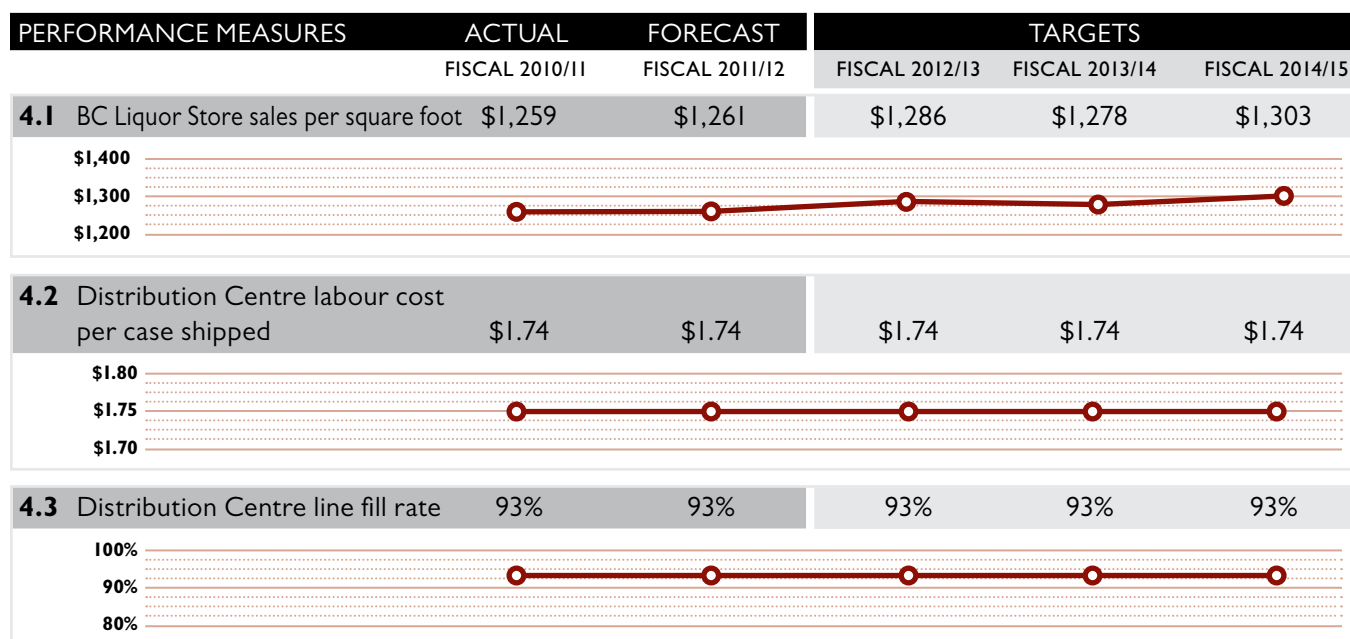 PERFORMANCE MEASURES ACTUAL FORECAST TARGETS
FISCAL 2010/11 FISCAL 2011/12 FISCAL 2012/13 FISCAL 2013/14 FISCAL 2014/15
4.1 BC Liquor Store sales per square foot $1,259 $1,261 $1,286 $1,278 $1,303
$1,400
$1,300
$1,200
4.2 Distribution Centre labour cost
per case shipped $1.74 $1.74 $1.74 $1.74 $1.74
$1.80
$1.75
$1.70
4.3 Distribution Centre line fill rate 93% 93% 93% 93% 93%
100%
90%
80%